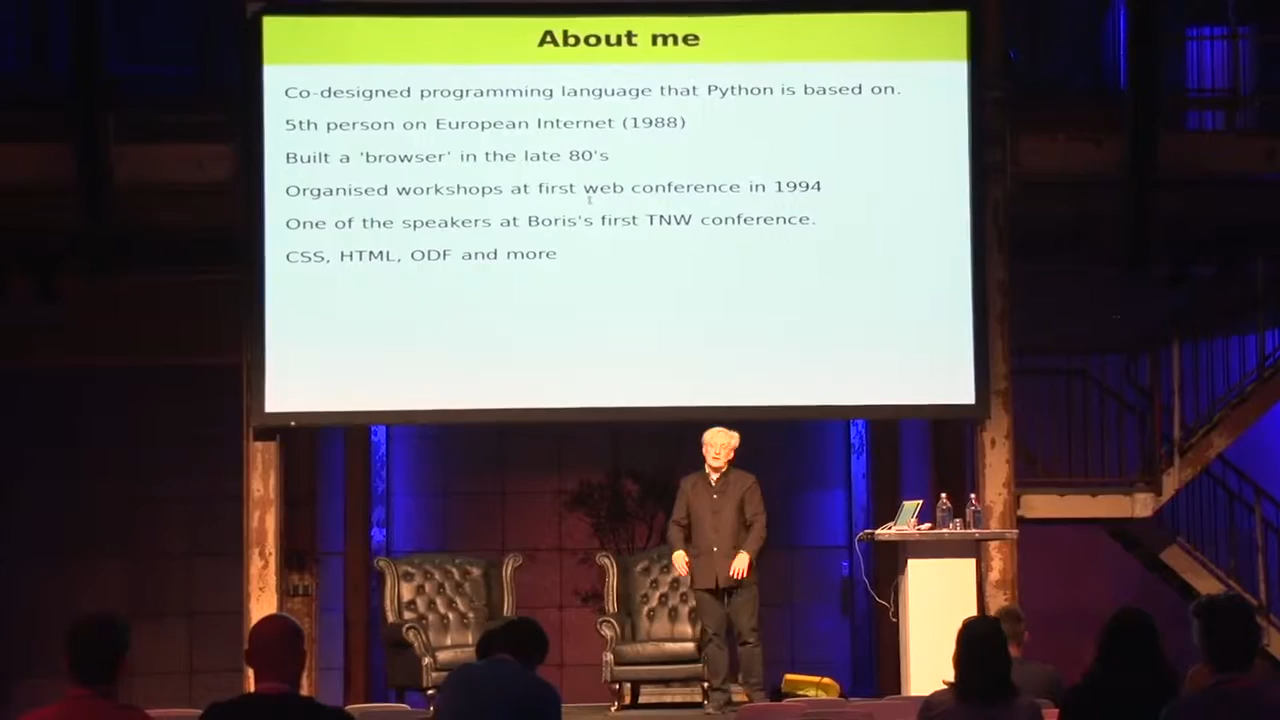 About me
Co-designed programming language that Python is based on.
5th person on European Internet (1988)
Built a 'browser' in the late 80's
Organised workshops at first web conference in 1994
One of the speakers at Boris's first TNW conference.
CSS, HTML, ODF and more